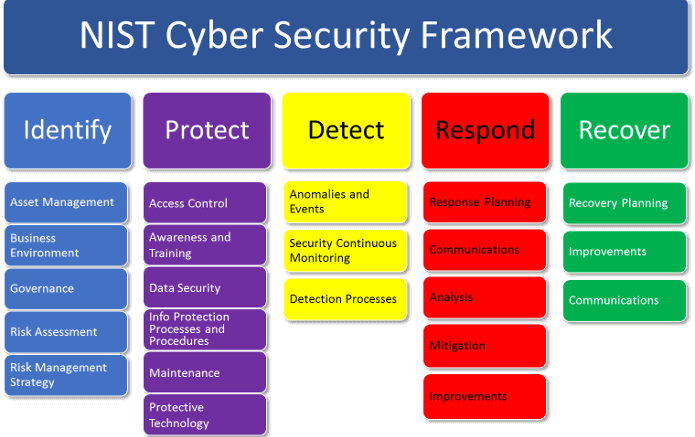 NIST Cyber Security Framework
Identify
Protect
Detect
Respond
Recover
Asset Management
Business
Environment
Governance
Risk Assessment
Risk Management
Strategy
Access Control
Awareness and
Training
Data Security
Info Protection
Processes and
Procedures
Maintenance
Protective
Technology
Anomalies and
Events
Security Continuous
Monitoring
Detection Processes
Response Planning
Communications
Analysis
Mitigation
Improvements
Recovery Planning
Improvements
Communications